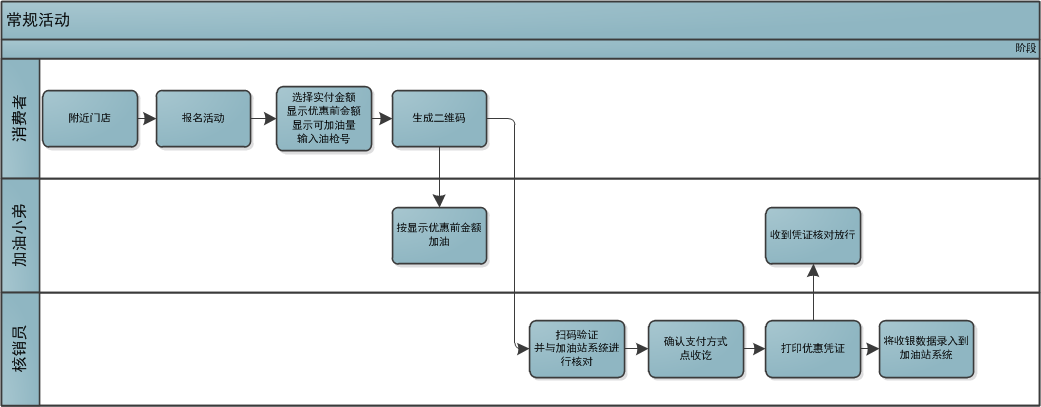 常规活动
阶段
消费者
附近门店
报名活动
选择实付金额
显示优惠前金额
显示可加油量
输入油枪号
生成二维码
加油小弟
按显示优惠前金额
加油
收到凭证核对放行
核销员
扫码验证
并与加油站系统进
行核对
确认支付方式
点收讫
打印优惠凭证
将收银数据录入到
加油站系统